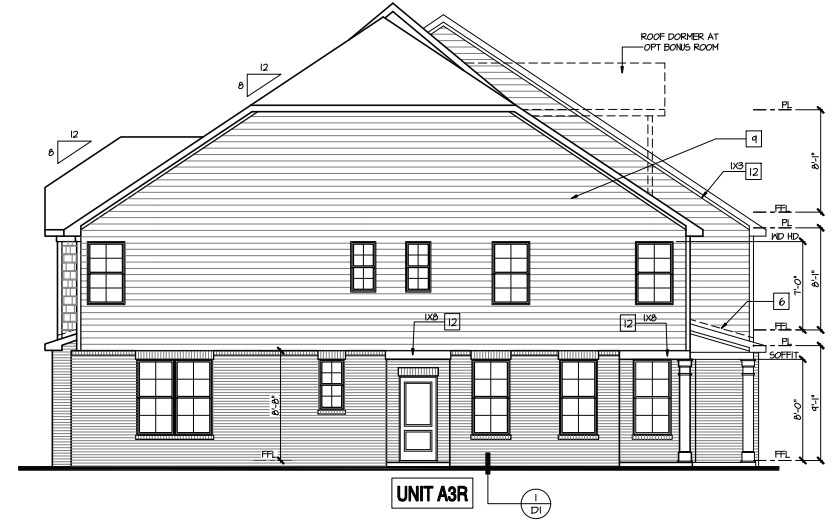 ROOF DORMER AT
OPT BONUS ROOM
12
8
12
8
PL
9
1X3
12
8'-1"
FFL
PL
WD HD
7'-0"
8'-1"
6
1X8
12
12
1X8
FFL
PL
SOFFIT
8'-8"
8'-0"
9'-1"
FFL
FFL
UNIT A3R
1
D1